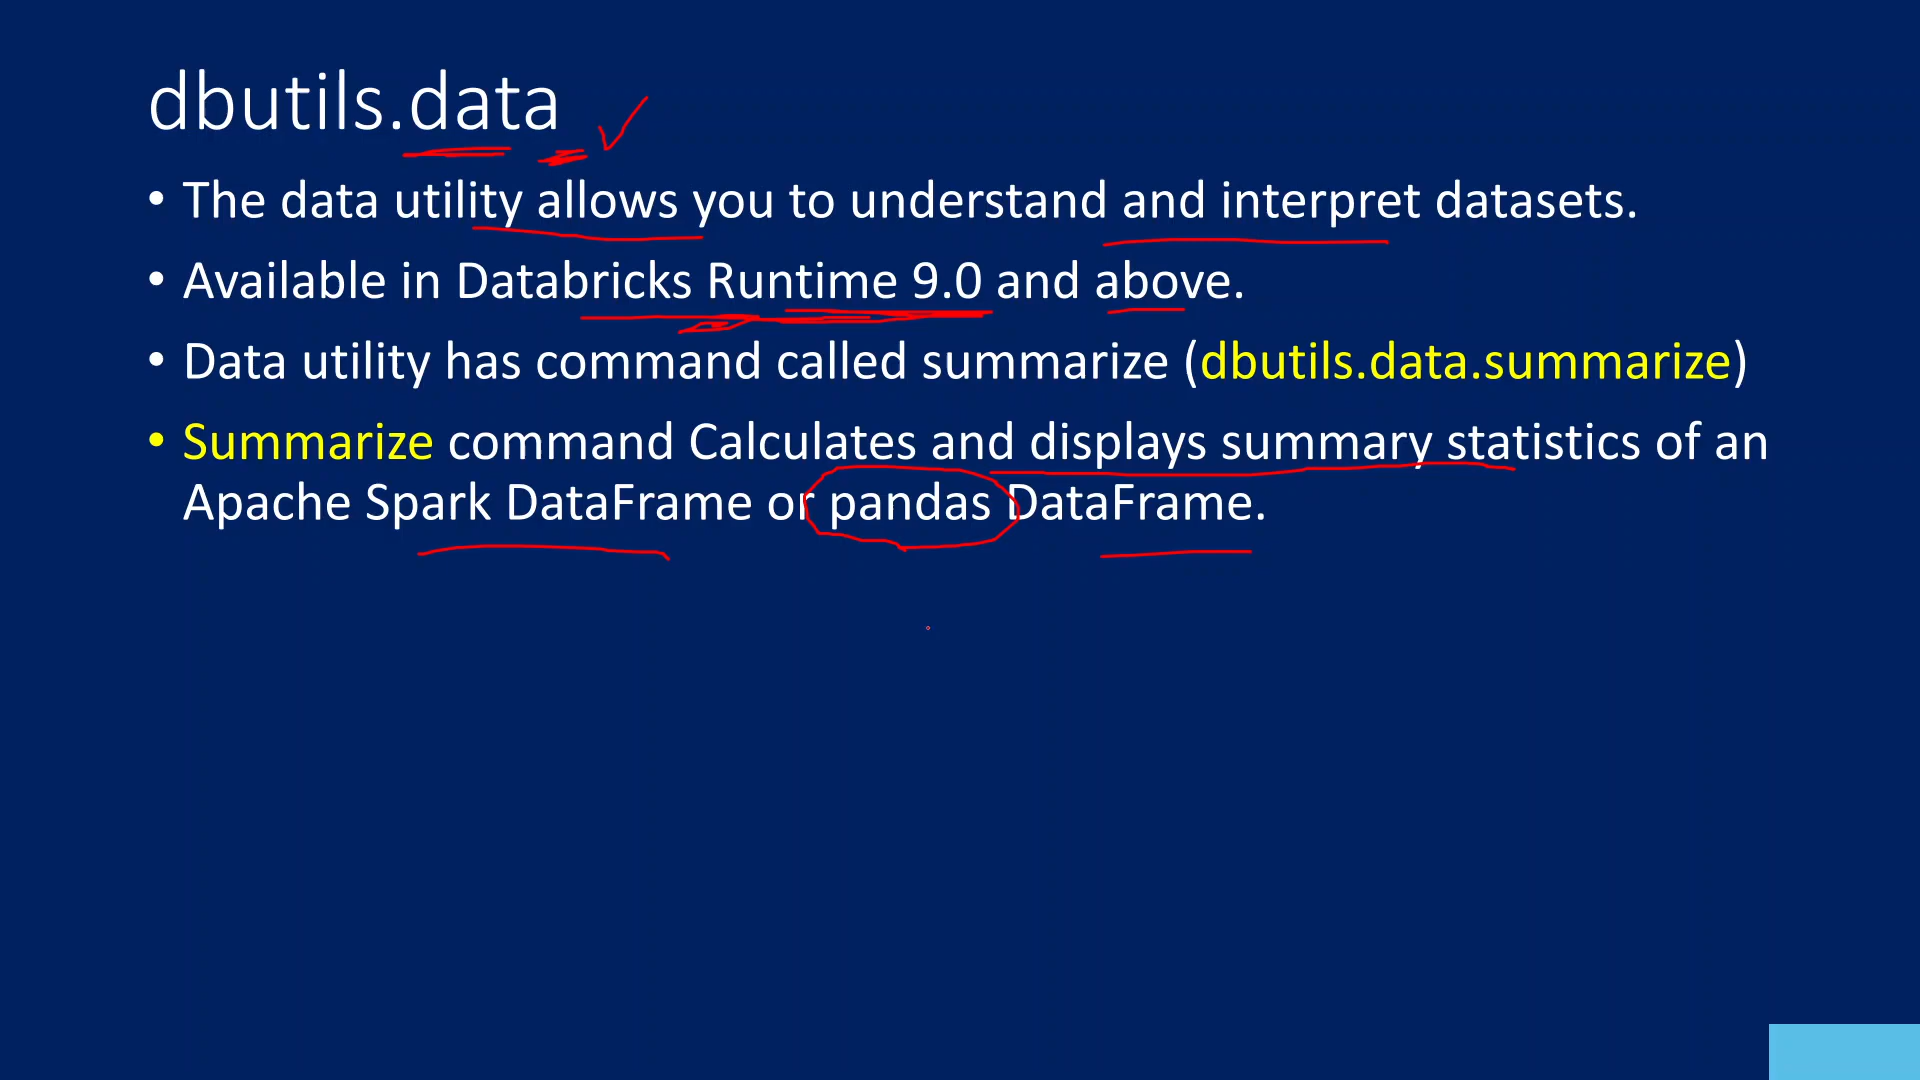 dbutils.data
• The data utility allows you to understand and interpret datasets.
• Available in Databricks Runtime 9.0 and above.
• Data utility has command called summarize (dbutils.data.summarize)
• Summarize command Calculates and displays summary statistics of an
Apache Spark DataFrame or pandas DataFrame.